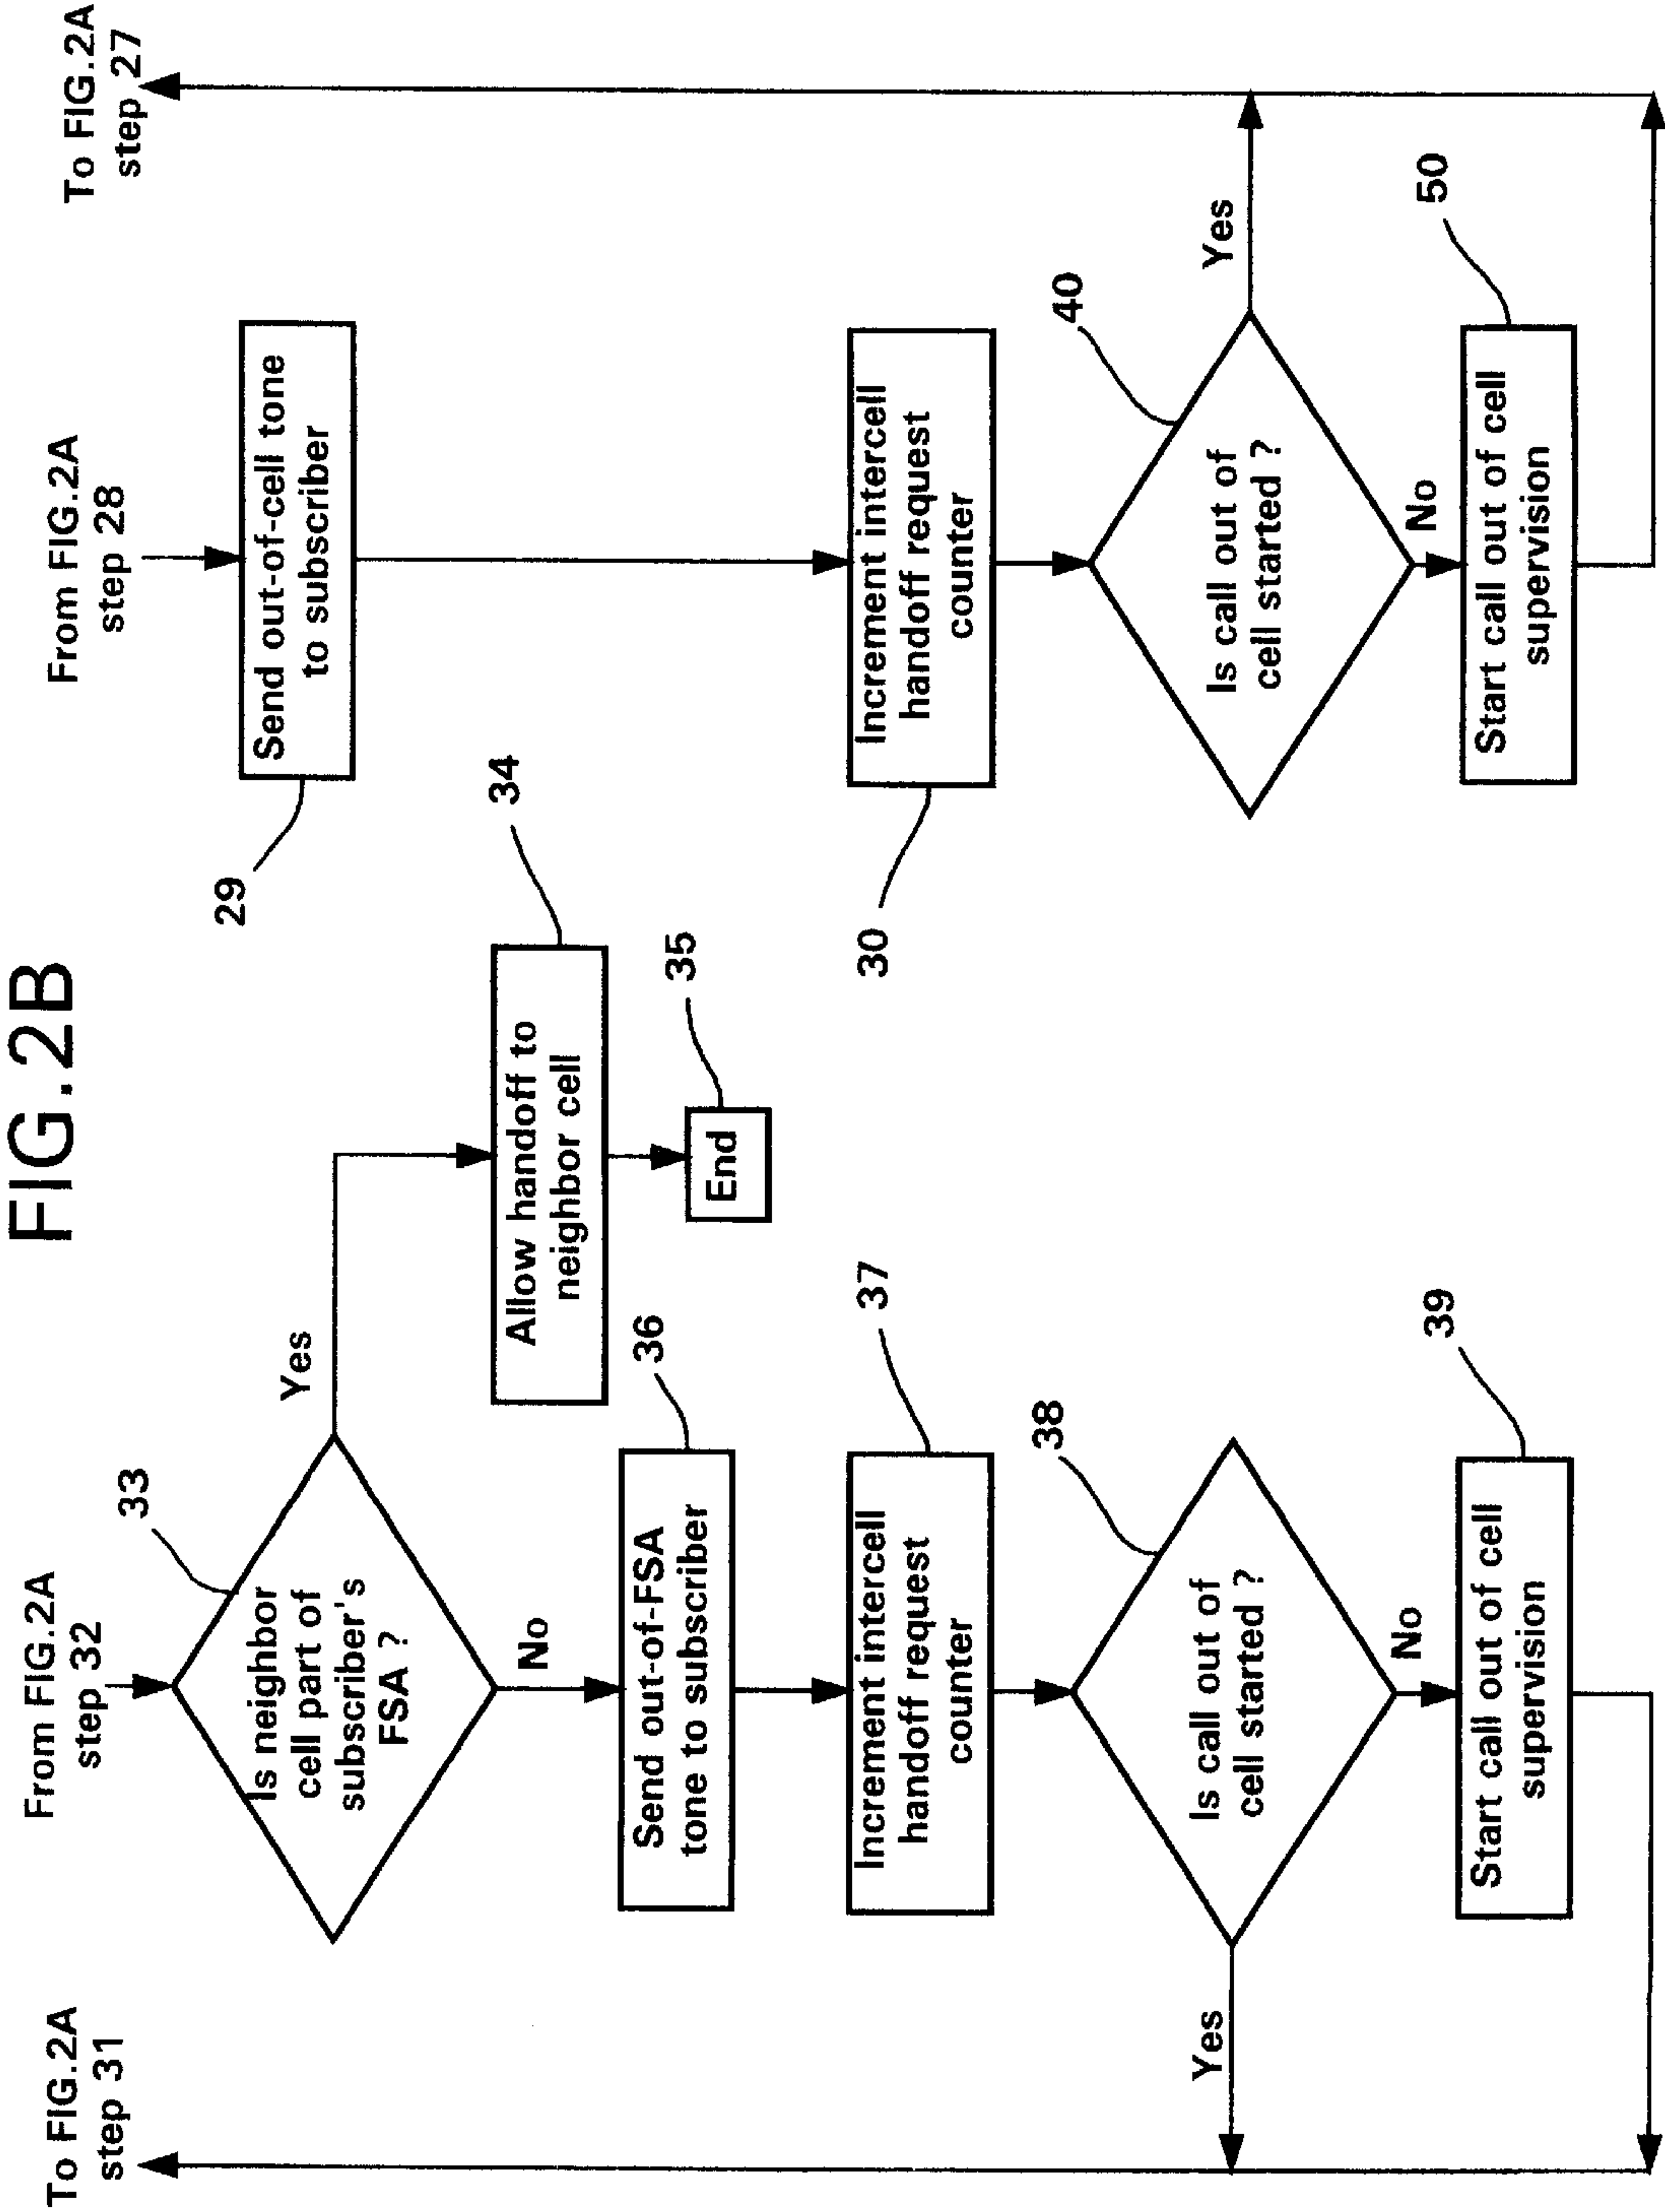 FIG.2B
To FIG.2A
step 31
From FIG.2A
step 32
33
Is neighbor
cell part of
subscriber's
FSA ?
Yes
No
34
Allow handoff to
neighbor cell
35
End
36
Send out-of-FSA
tone to subscriber
37
Increment intercell
handoff request
counter
38
Is call out of
cell started ?
Yes
No
39
Start call out of cell
supervision
From FIG.2A
step 28
To FIG.2A
step 27
29
Send out-of-cell tone
to subscriber
30
Increment intercell
handoff request
counter
40
Is call out of
cell started ?
Yes
No
50
Start call out of cell
supervision